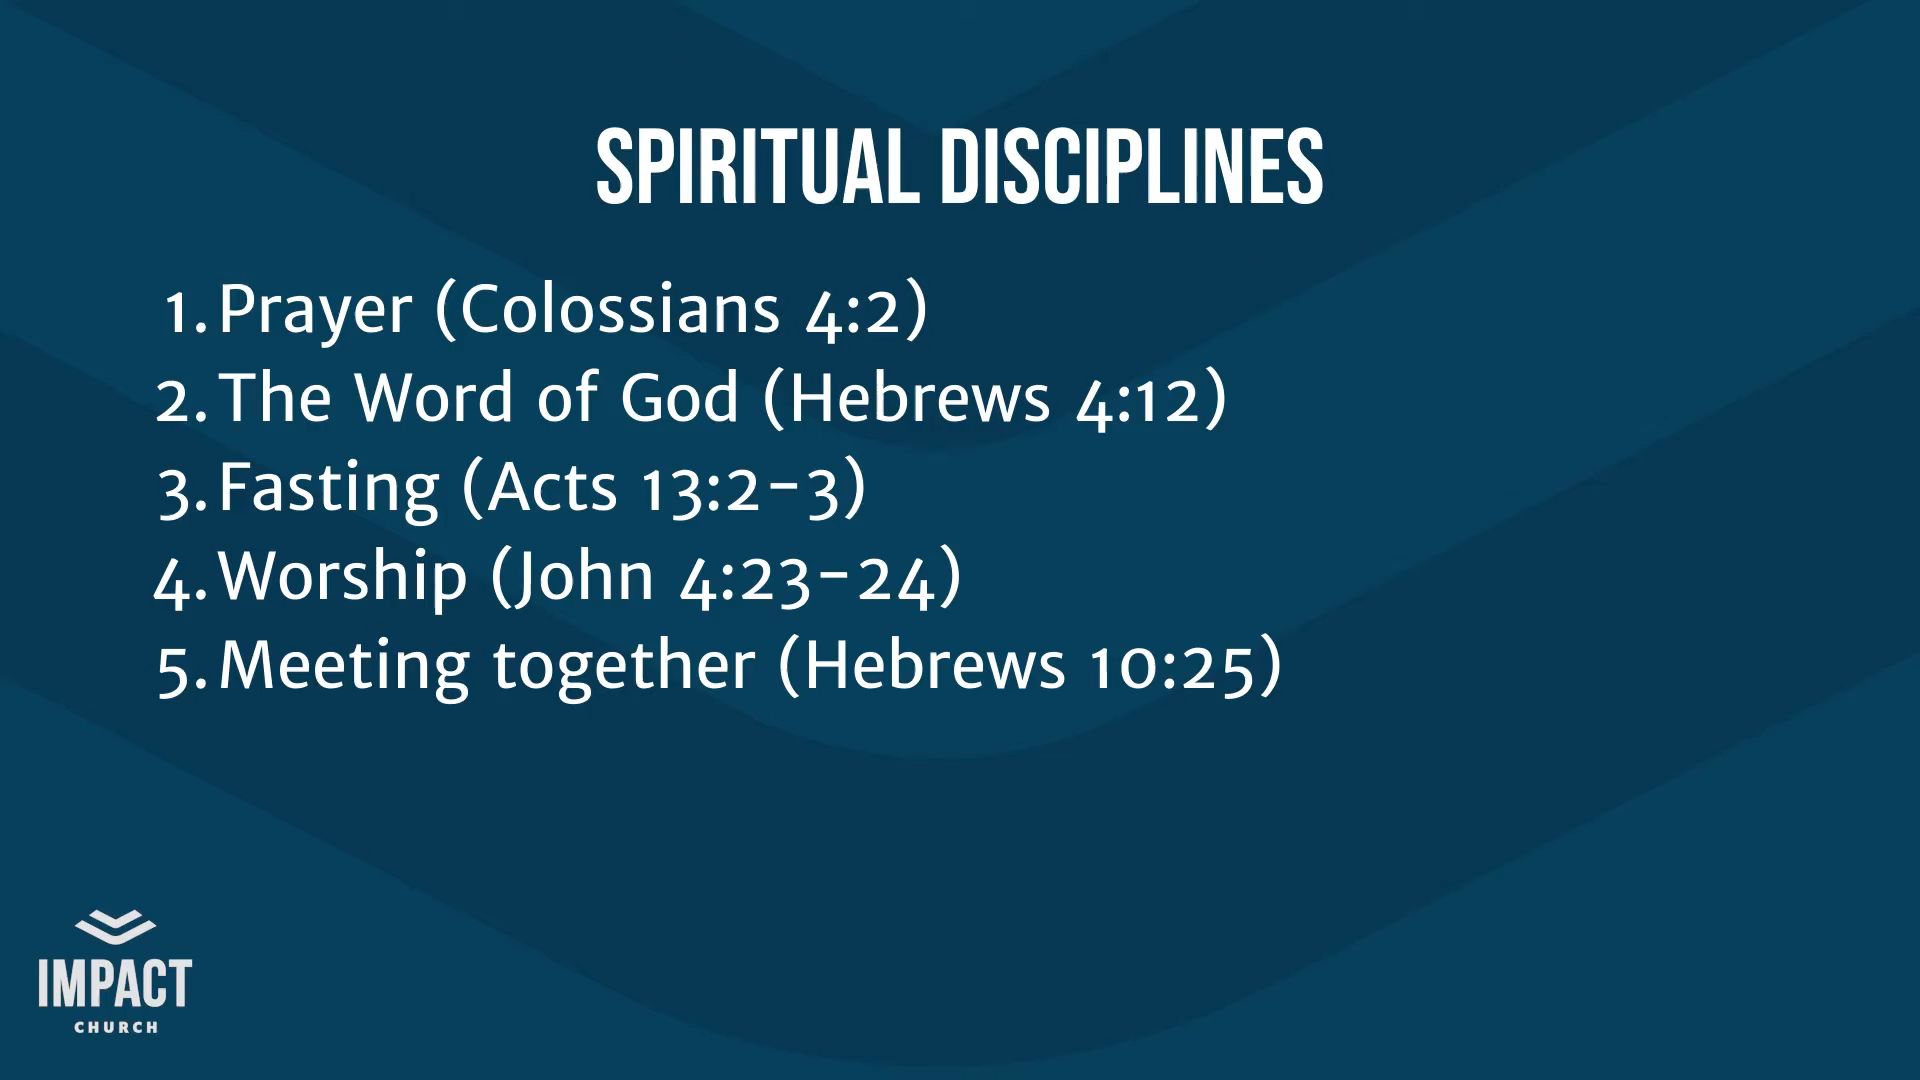 SPIRITUAL DISCIPLINES
1. Prayer (Colossians 4:2)
2. The Word of God (Hebrews 4:12)
3. Fasting (Acts 13:2-3)
4. Worship (John 4:23-24)
5. Meeting together (Hebrews 10:25)
IMPACT
CHURCH